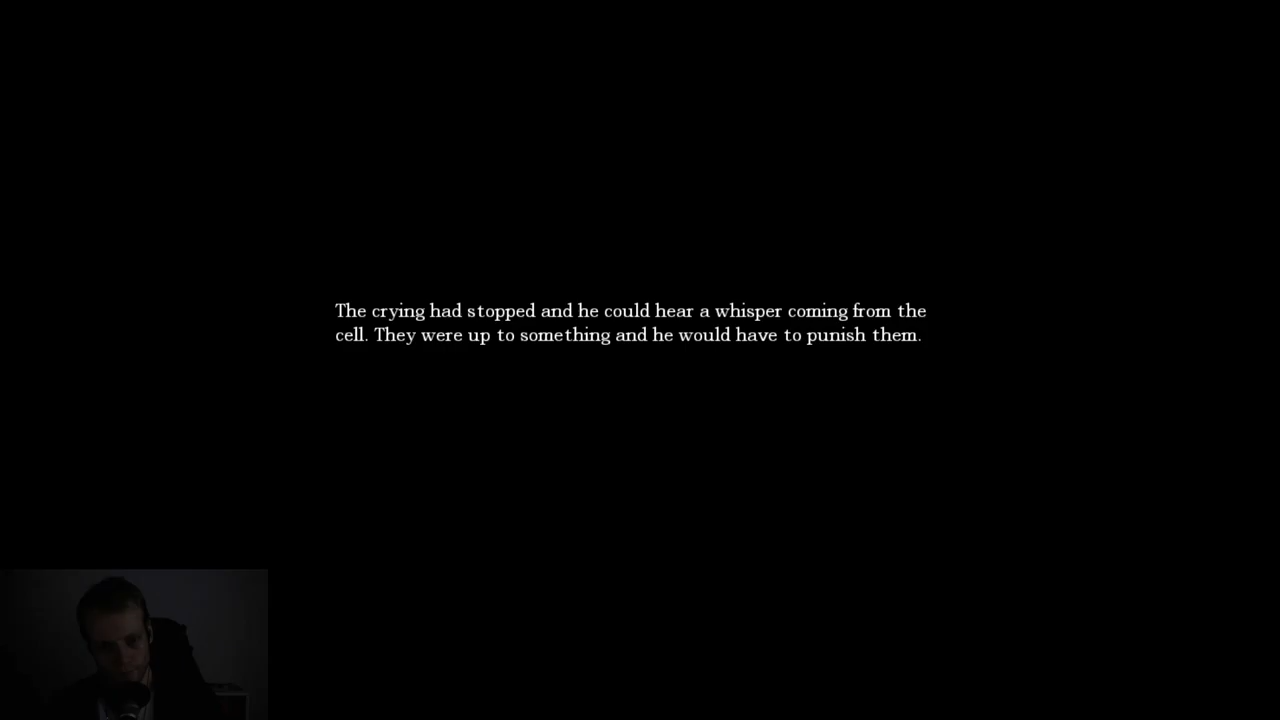 The crying had stopped and he could hear a whisper coming from the
cell. They were up to something and he would have to punish them.